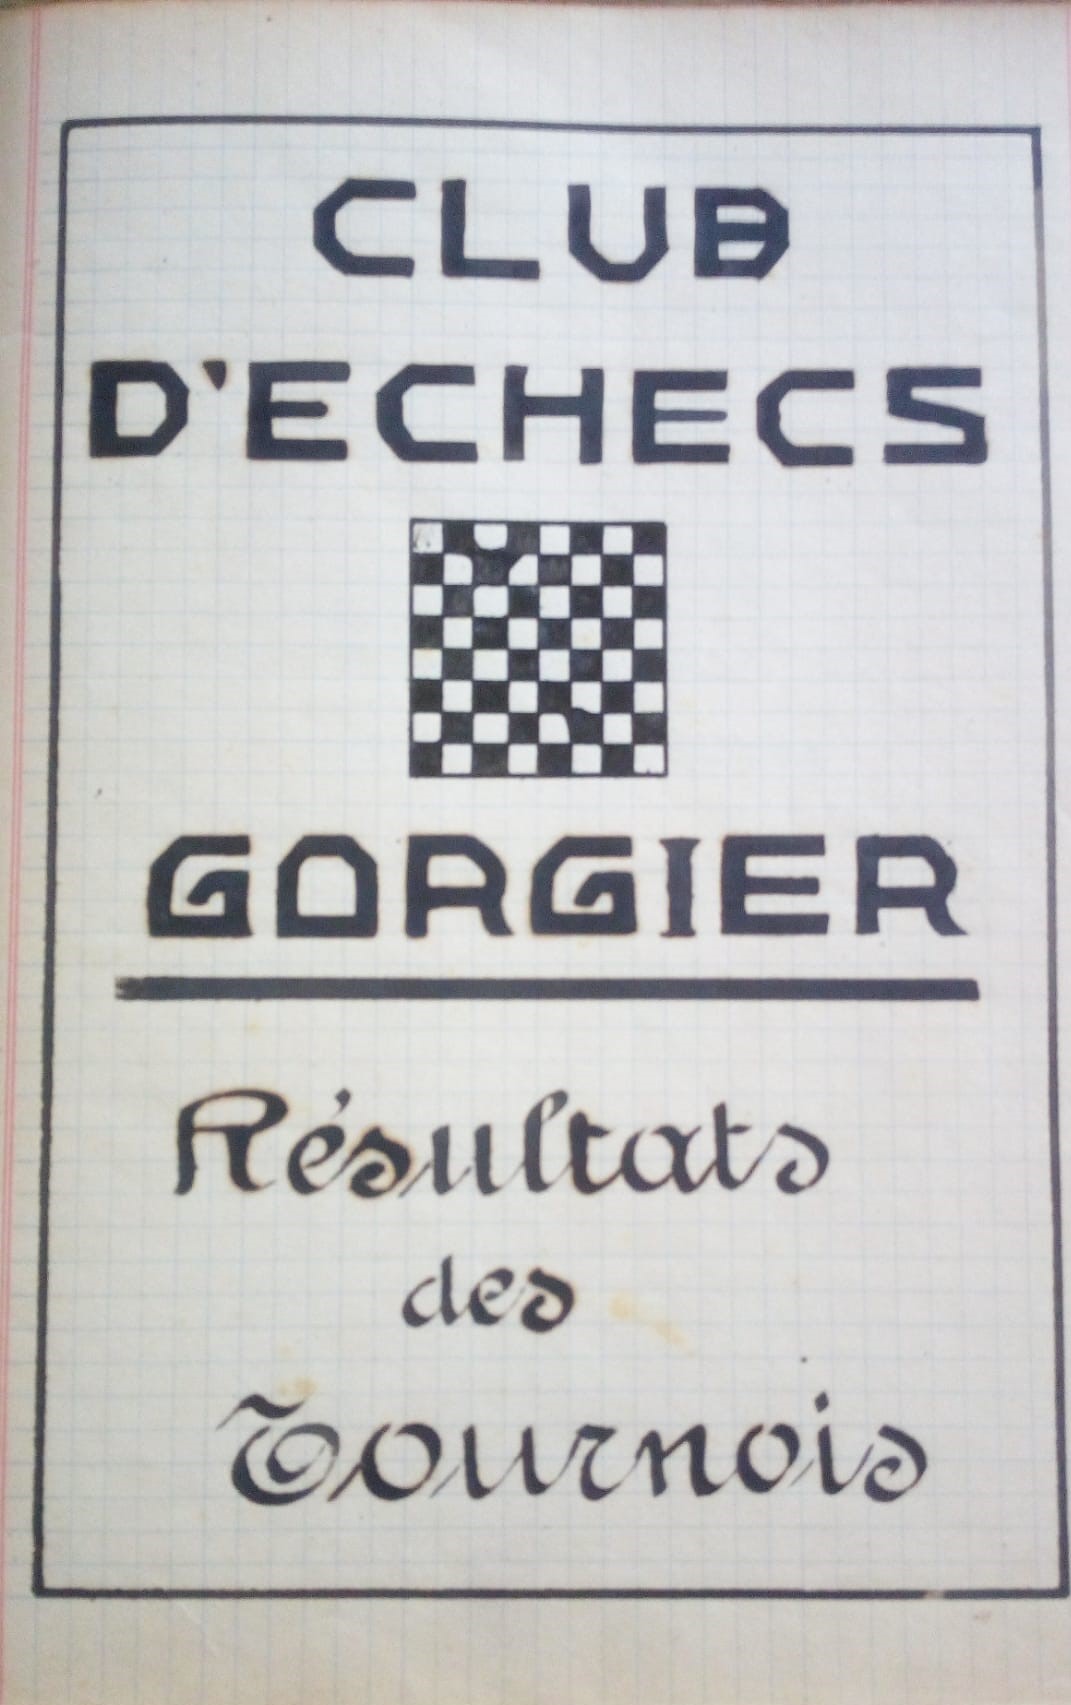 CLUB
D'ECHECS
GORGIER
Résultats
des
Tournois